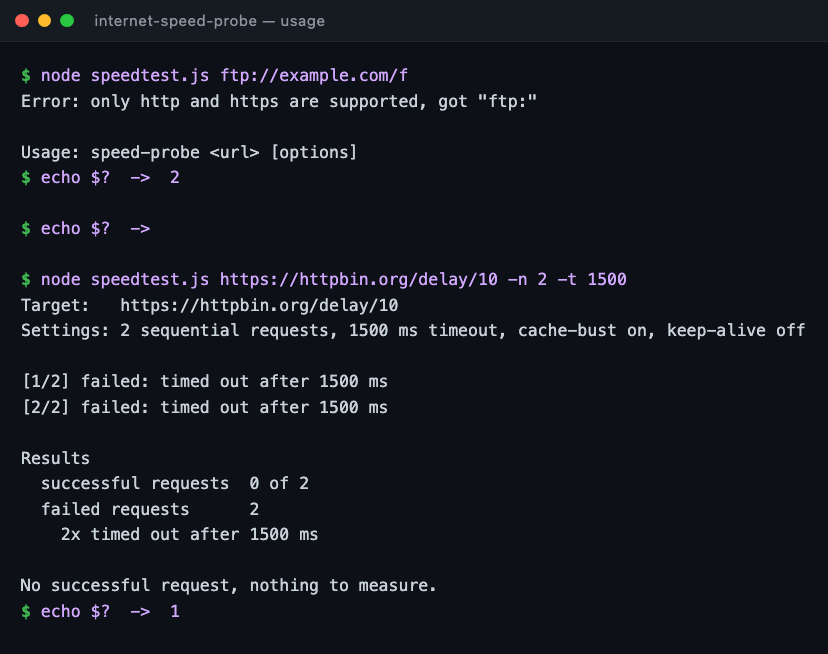 internet-speed-probe — usage
$ node speedtest.js ftp://example.com/f
Error: only http and https are supported, got "ftp:"
Usage: speed-probe <url> [options]
$ echo $?  ->  2
$ echo $?  ->
$ node speedtest.js https://httpbin.org/delay/10 -n 2 -t 1500
Target:   https://httpbin.org/delay/10
Settings: 2 sequential requests, 1500 ms timeout, cache-bust on, keep-alive off
[1/2] failed: timed out after 1500 ms
[2/2] failed: timed out after 1500 ms
Results
  successful requests  0 of 2
  failed requests      2
    2x timed out after 1500 ms
No successful request, nothing to measure.
$ echo $?  ->  1